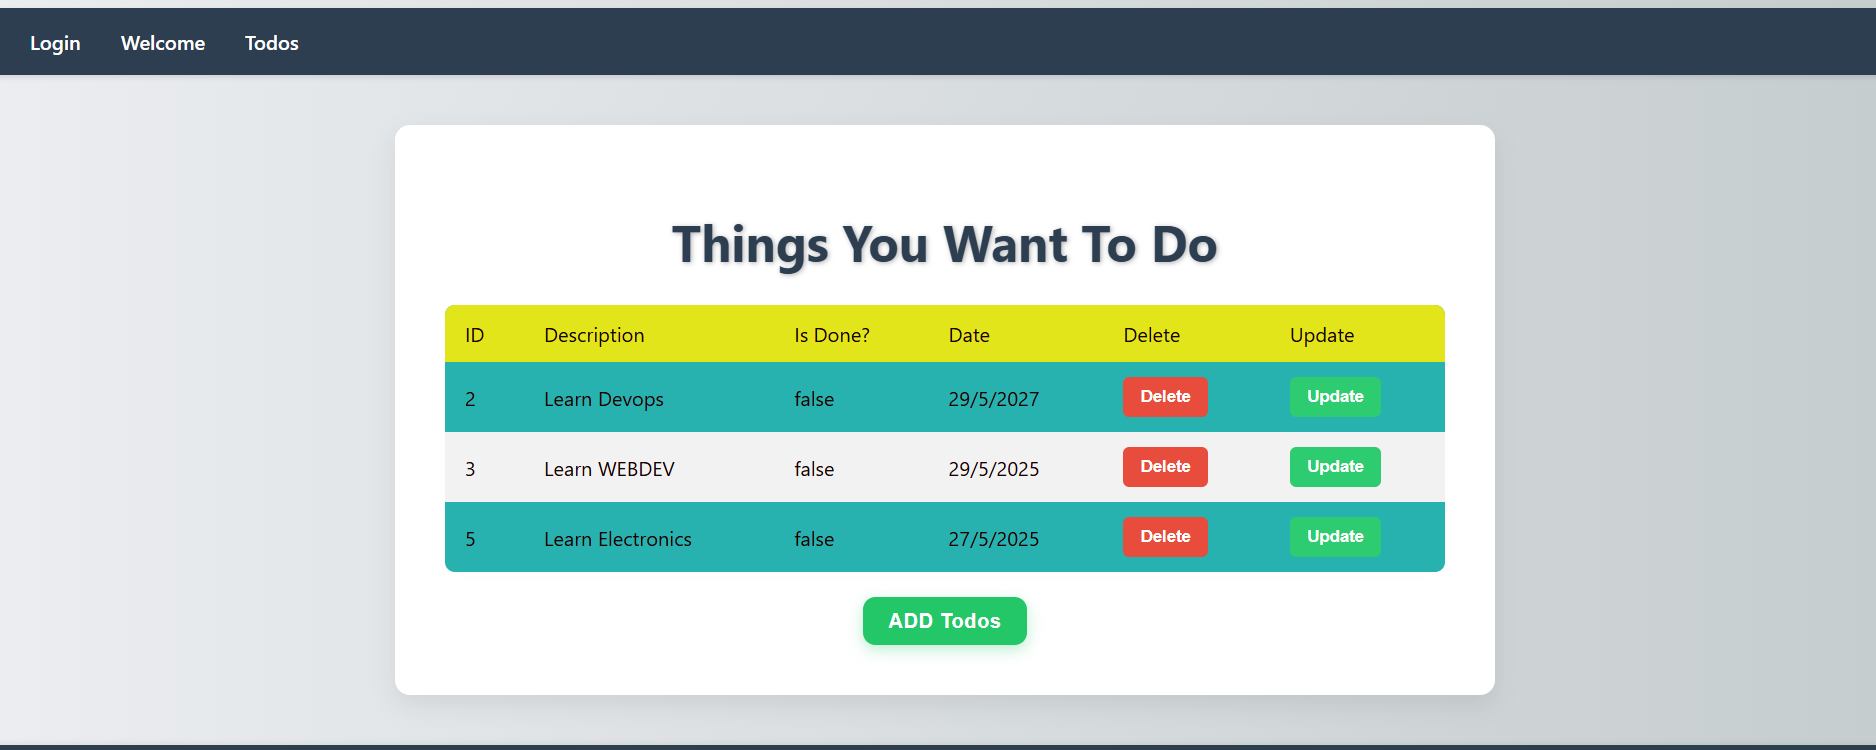 Login Welcome Todos
Things You Want To Do
ID Description Is Done? Date Delete Update
2 Learn Devops false 29/5/2027 Delete Update
3 Learn WEBDEV false 29/5/2025 Delete Update
5 Learn Electronics false 27/5/2025 Delete Update
ADD Todos